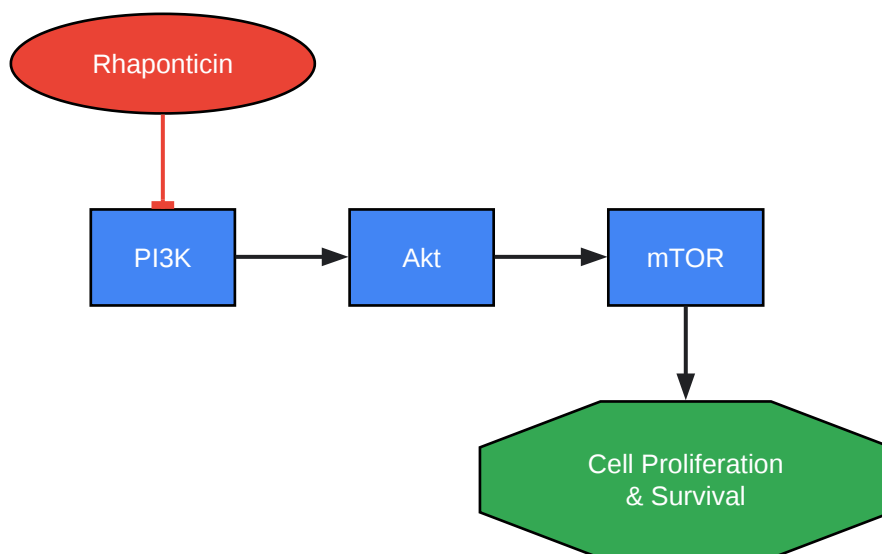 Rhaponticin
PI3K
Akt
mTOR
Cell Proliferation
& Survival